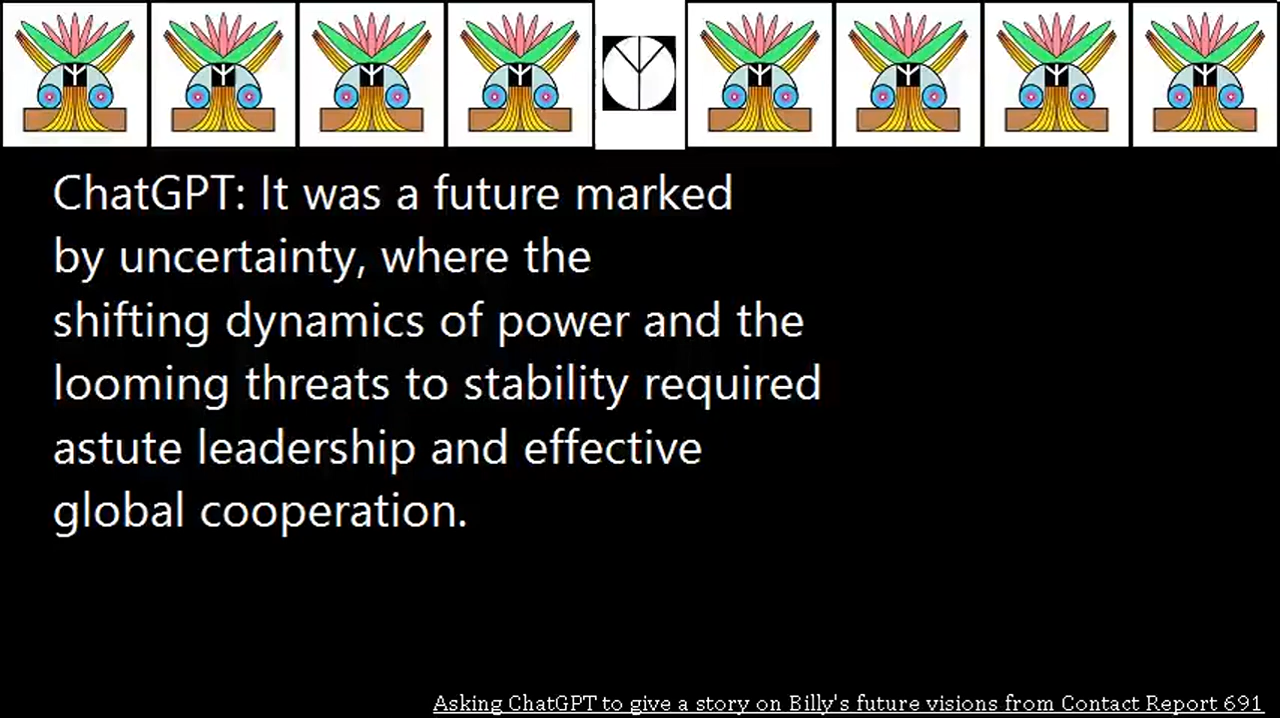 ChatGPT: It was a future marked
by uncertainty, where the
shifting dynamics of power and the
looming threats to stability required
astute leadership and effective
global cooperation.
Asking ChatGPT to give a story on Billy's future visions from Contact Report 691